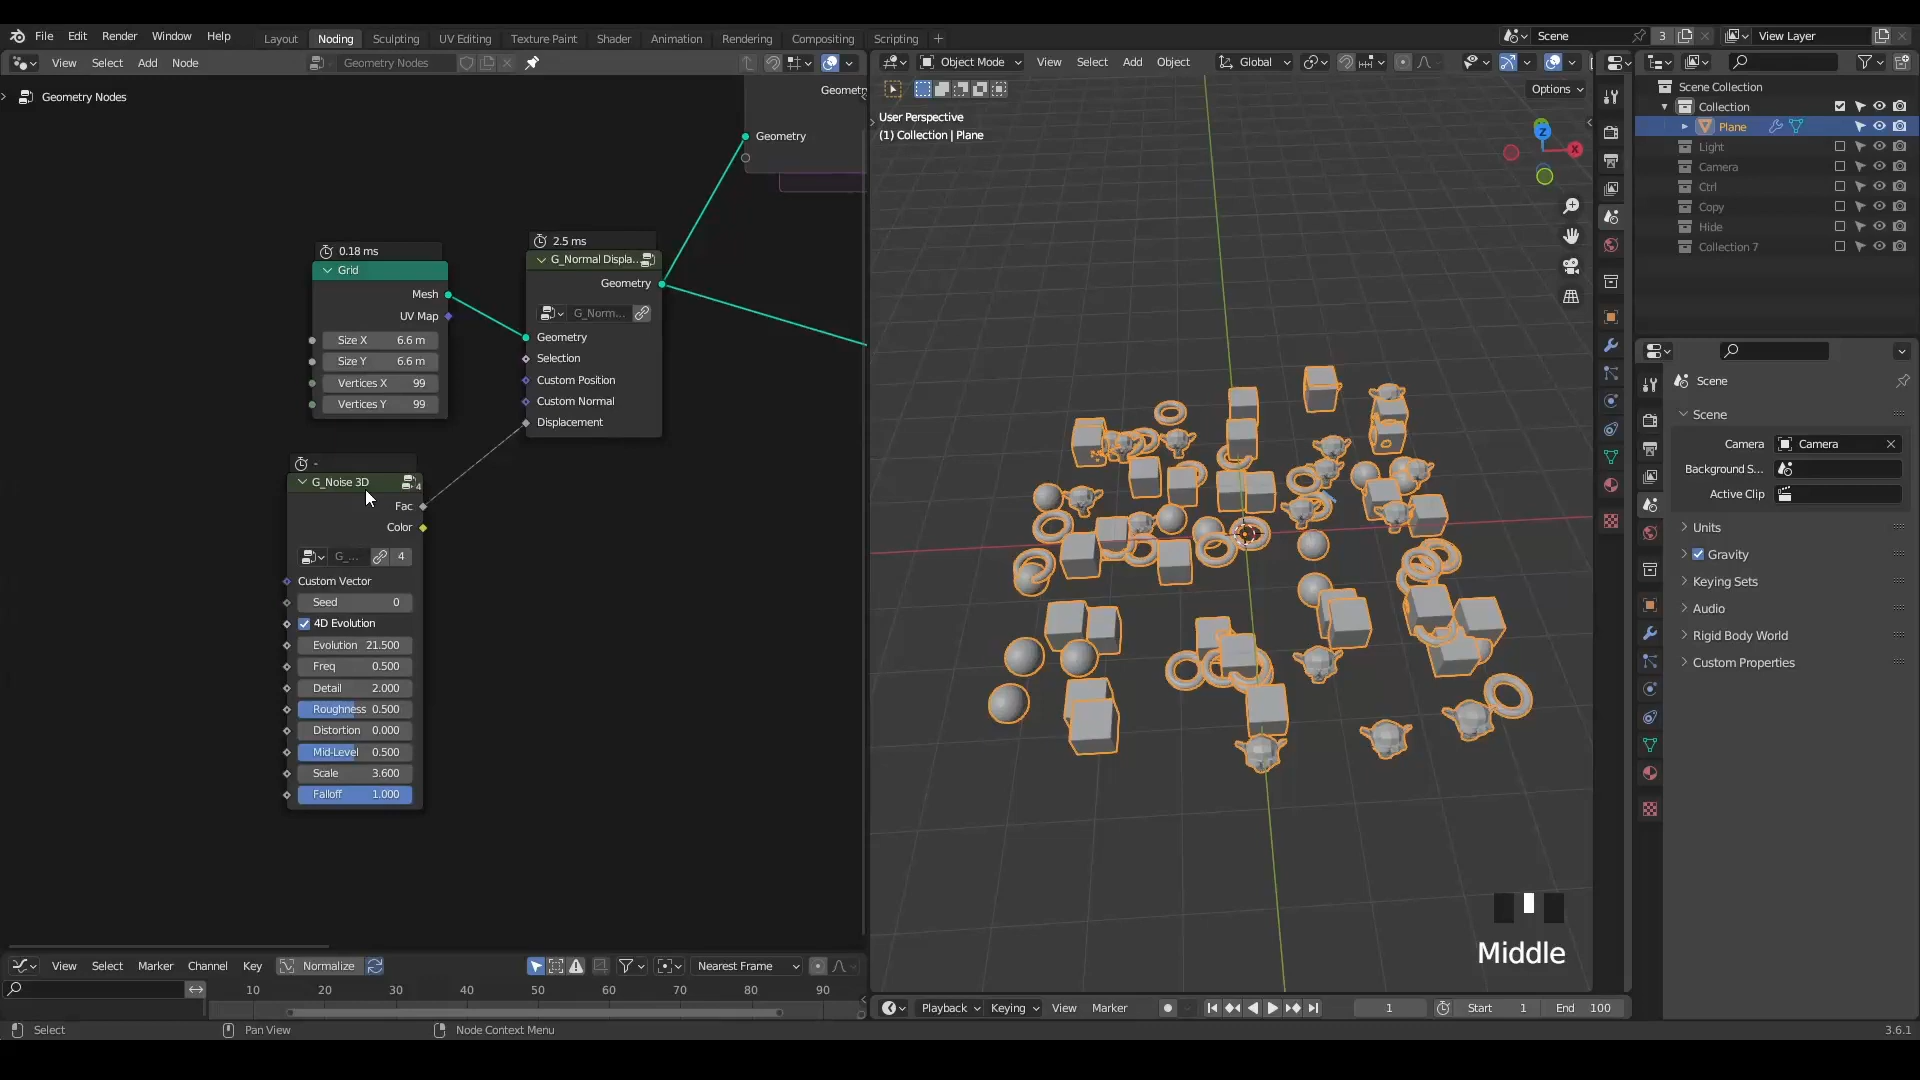 File Edit Render Window Help Layout Noding Sculpting UV Editing Texture Paint Shader Animation Rendering Compositing Scripting + Scene 3 View Layer
View Select Add Node Geometry Nodes Object Mode View Select Add Object Global
Options
Geometry Nodes
Geometry
User Perspective
(1) Collection | Plane
Geometry
Z
X
0.18 ms
Grid
Mesh
UV Map
Size X 6.6 m
Size Y 6.6 m
Vertices X 99
Vertices Y 99
2.5 ms
G_Normal Displa...
Geometry
G_Norm...
Geometry
Selection
Custom Position
Custom Normal
Displacement
-
G_Noise 3D
4
Fac
Color
G_... 4
Custom Vector
Seed 0
4D Evolution
Evolution 21.500
Freq 0.500
Detail 2.000
Roughness 0.500
Distortion 0.000
Mid-Level 0.500
Scale 3.600
Falloff 1.000
Middle
Scene Collection
Collection
Plane
Light
Camera
Ctrl
Copy
Hide
Collection 7
Scene
Scene
Camera Camera
Background S...
Active Clip
Units
Gravity
Keying Sets
Audio
Rigid Body World
Custom Properties
View Select Marker Channel Key Normalize Nearest Frame
10 20 30 40 50 60 70 80 90
Playback Keying View Marker 1 Start 1 End 100
Select Pan View Node Context Menu 3.6.1